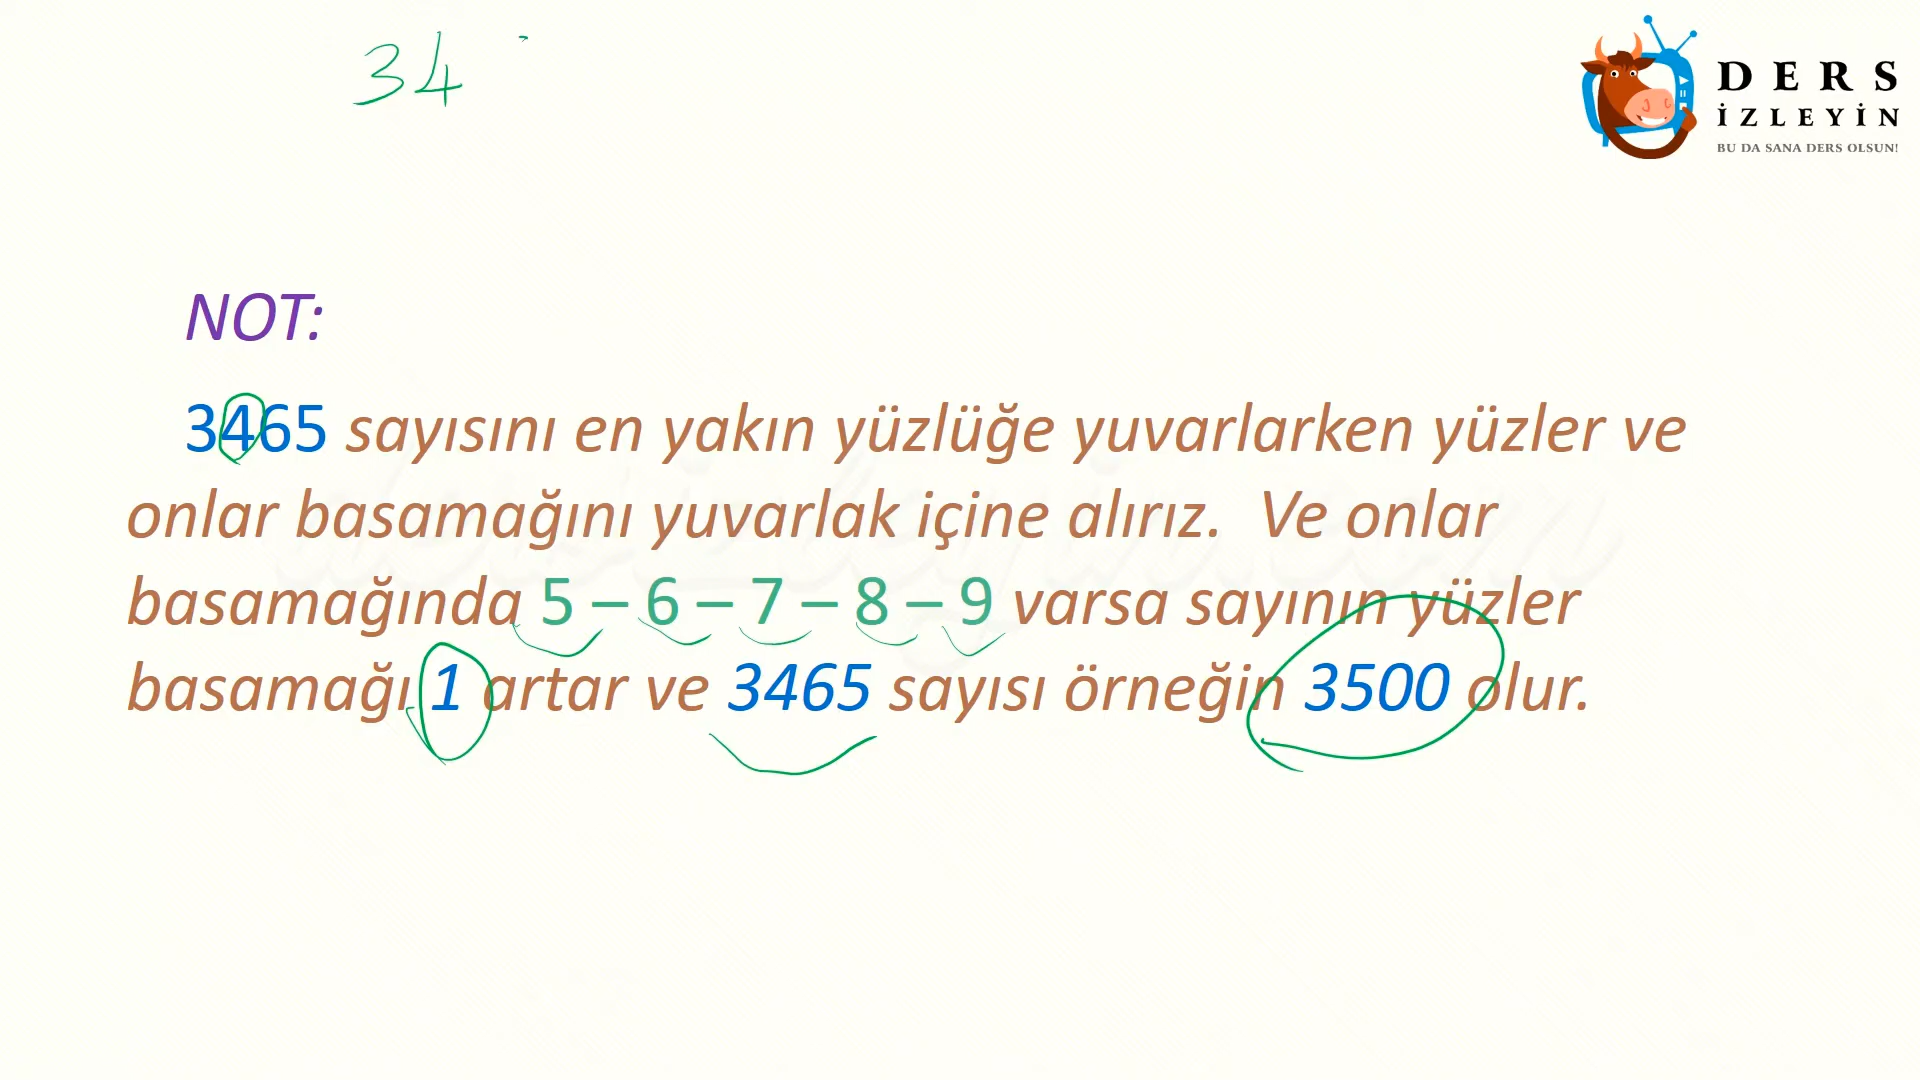 34
DERS
İZLEYİN
BU DA SANA DERS OLSUN!
NOT:
3465 sayısını en yakın yüzlüğe yuvarlarken yüzler ve
onlar basamağını yuvarlak içine alırız. Ve onlar
basamağında 5 – 6 – 7 – 8 – 9 varsa sayının yüzler
basamağı 1 artar ve 3465 sayısı örneğin 3500 olur.